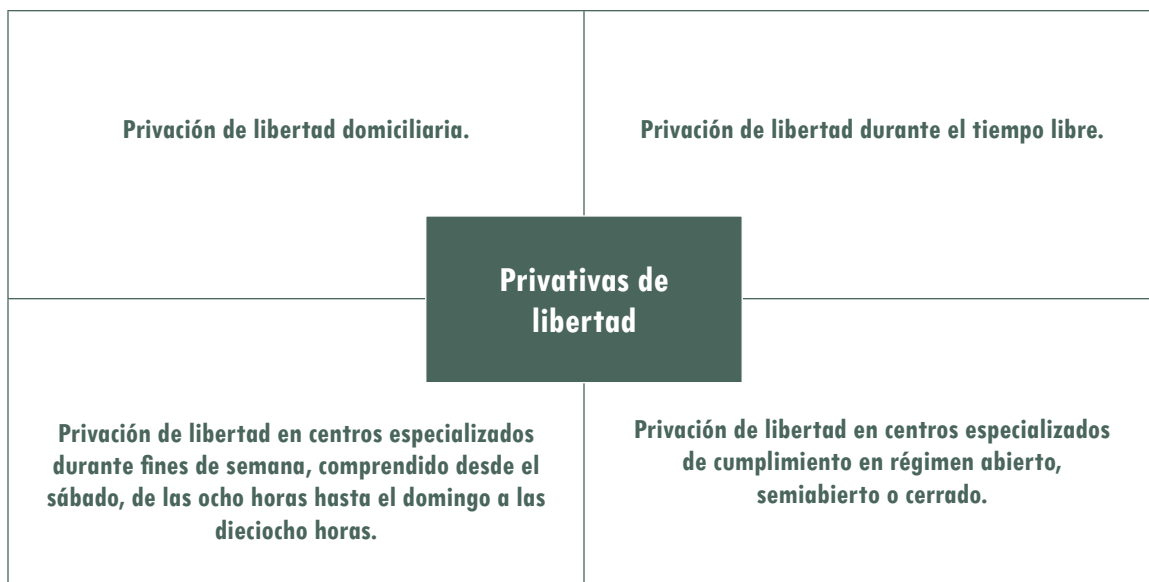 Privación de libertad domiciliaria.
Privación de libertad durante el tiempo libre.
Privativas de
libertad
Privación de libertad en centros especializados
durante fines de semana, comprendido desde el
sábado, de las ocho horas hasta el domingo a las
dieciocho horas.
Privación de libertad en centros especializados
de cumplimiento en régimen abierto,
semiabierto o cerrado.